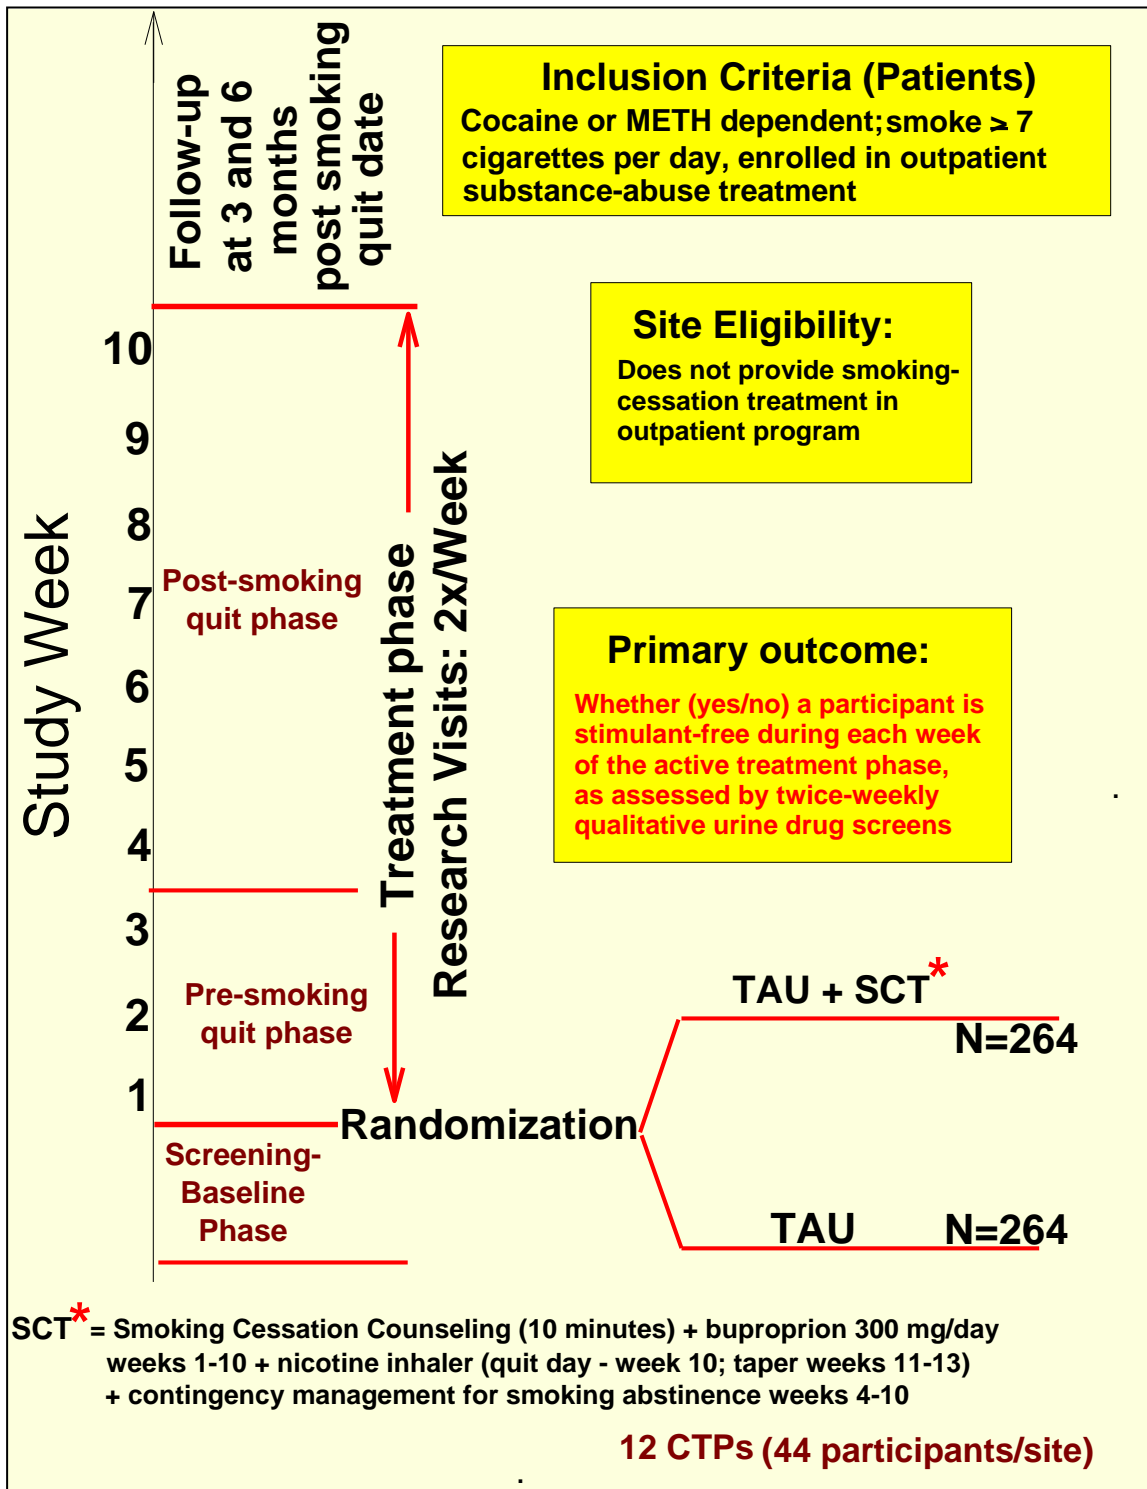 Follow-up
at 3 and 6
months
post smoking
quit date
Inclusion Criteria (Patients)
Cocaine or METH dependent;smoke ≥ 7
cigarettes per day, enrolled in outpatient
substance-abuse treatment
Site Eligibility:
Does not provide smoking-
cessation treatment in
outpatient program
Study Week
10
9
8
7
6
5
4
3
2
1
Post-smoking
quit phase
Treatment phase
Research Visits: 2x/Week
Primary outcome:
Whether (yes/no) a participant is
stimulant-free during each week
of the active treatment phase,
as assessed by twice-weekly
qualitative urine drug screens
Pre-smoking
quit phase
TAU + SCT*
N=264
Randomization
Screening-
Baseline
Phase
TAU N=264
SCT* = Smoking Cessation Counseling (10 minutes) + buproprion 300 mg/day
weeks 1-10 + nicotine inhaler (quit day - week 10; taper weeks 11-13)
+ contingency management for smoking abstinence weeks 4-10
12 CTPs (44 participants/site)